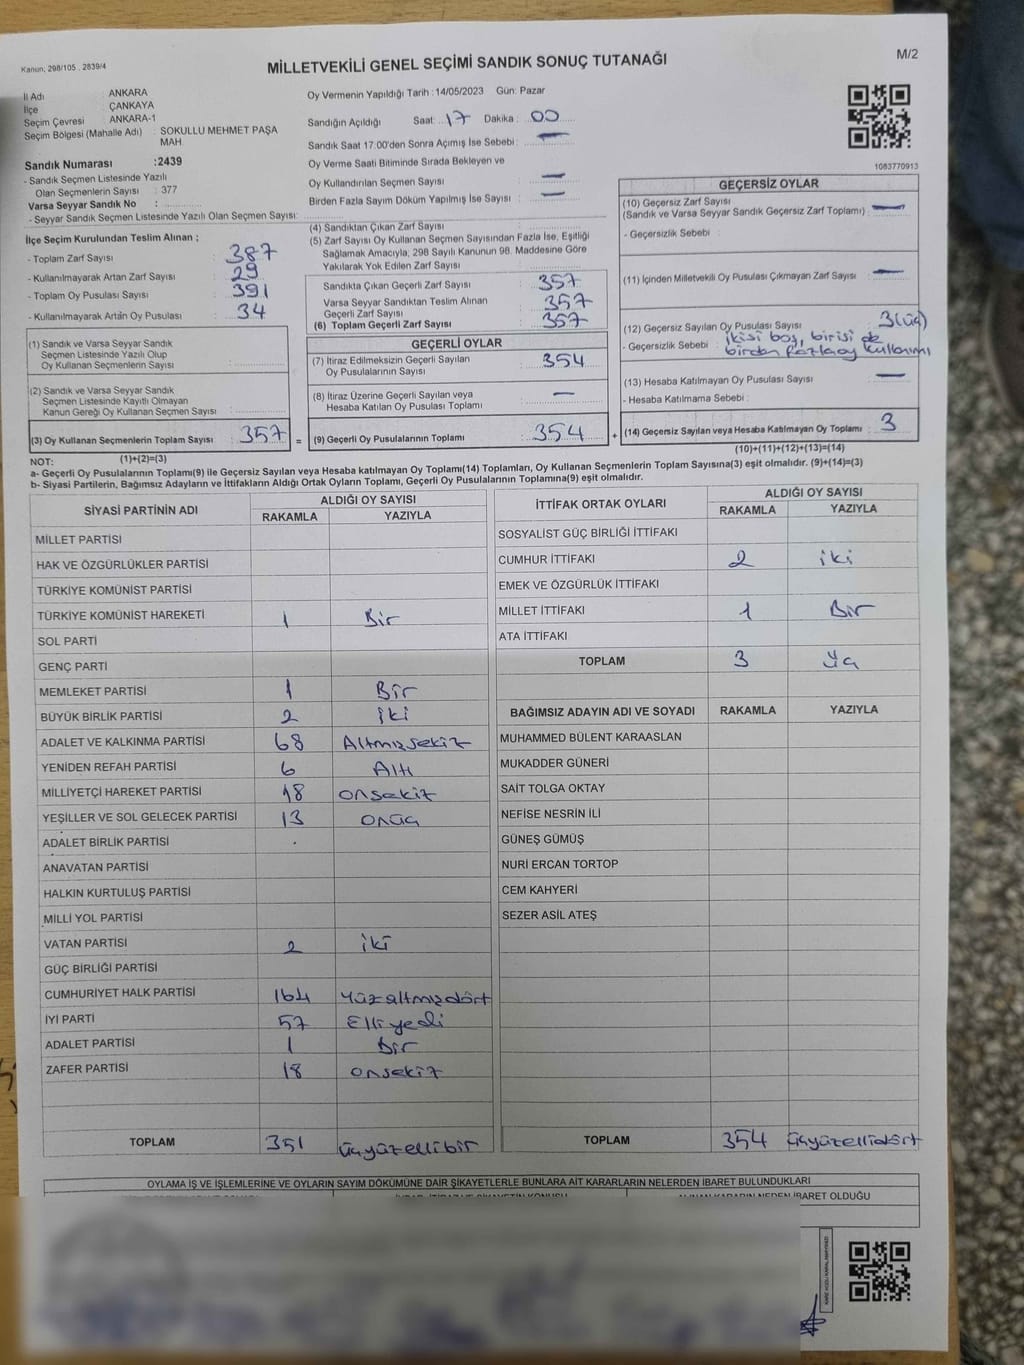 Kanun; 298/105 . 2839/4
MİLLETVEKİLİ GENEL SEÇİMİ SANDIK SONUÇ TUTANAĞI
M/2
İl Adı : ANKARA
İlçe : ÇANKAYA
Seçim Çevresi : ANKARA-1
Seçim Bölgesi (Mahalle Adı) : SOKULLU MEHMET PAŞA MAH.
Sandık Numarası :2439
- Sandık Seçmen Listesinde Yazılı
Olan Seçmenlerin Sayısı : 377
Varsa Seyyar Sandık No :
- Seyyar Sandık Seçmen Listesinde Yazılı Olan Seçmen Sayısı:
Oy Vermenin Yapıldığı Tarih :14/05/2023 Gün: Pazar
Sandığın Açıldığı Saat: 17 Dakika : 00
Sandık Saat 17.00'den Sonra Açımış İse Sebebi : —
Oy Verme Saati Bitiminde Sırada Bekleyen ve
Oy Kullandırılan Seçmen Sayısı : —
Birden Fazla Sayım Döküm Yapılmış İse Sayısı : —
1083770913
İlçe Seçim Kurulundan Teslim Alınan ;
- Toplam Zarf Sayısı : 387
- Kullanılmayarak Artan Zarf Sayısı : 29
- Toplam Oy Pusulası Sayısı : 391
- Kullanılmayarak Artan Oy Pusulası : 34
(1) Sandık ve Varsa Seyyar Sandık
Seçmen Listesinde Yazılı Olup
Oy Kullanan Seçmenlerin Sayısı :
(2) Sandık ve Varsa Seyyar Sandık
Seçmen Listesinde Kayıtlı Olmayan
Kanun Gereği Oy Kullanan Seçmen Sayısı :
(3) Oy Kullanan Seçmenlerin Toplam Sayısı : 357 =
(1)+(2)=(3)
(4) Sandıktan Çıkan Zarf Sayısı :
(5) Zarf Sayısı Oy Kullanan Seçmen Sayısından Fazla İse, Eşitliği
Sağlamak Amacıyla, 298 Sayılı Kanunun 98. Maddesine Göre
Yakılarak Yok Edilen Zarf Sayısı :
Sandıkta Çıkan Geçerli Zarf Sayısı : 357
Varsa Seyyar Sandıktan Teslim Alınan
Geçerli Zarf Sayısı : 357
(6) Toplam Geçerli Zarf Sayısı : 357
GEÇERLİ OYLAR
(7) İtiraz Edilmeksizin Geçerli Sayılan
Oy Pusulalarının Sayısı : 354
(8) İtiraz Üzerine Geçerli Sayılan veya
Hesaba Katılan Oy Pusulası Toplamı : —
(9) Geçerli Oy Pusulalarının Toplamı : 354 +
GEÇERSİZ OYLAR
(10) Geçersiz Zarf Sayısı
(Sandık ve Varsa Seyyar Sandık Geçersiz Zarf Toplamı) : —
- Geçersizlik Sebebi :
(11) İçinden Milletvekili Oy Pusulası Çıkmayan Zarf Sayısı : —
(12) Geçersiz Sayılan Oy Pusulası Sayısı : 3(üç)
- Geçersizlik Sebebi : ikisi boş, birisi de
birden fazla oy kullanımı
(13) Hesaba Katılmayan Oy Pusulası Sayısı : —
- Hesaba Katılmama Sebebi :
(14) Geçersiz Sayılan veya Hesaba Katılmayan Oy Toplamı : 3
(10)+(11)+(12)+(13)=(14)
NOT:
a- Geçerli Oy Pusulalarının Toplamı(9) ile Geçersiz Sayılan veya Hesaba katılmayan Oy Toplamı(14) Toplamları, Oy Kullanan Seçmenlerin Toplam Sayısına(3) eşit olmalıdır. (9)+(14)=(3)
b- Siyasi Partilerin, Bağımsız Adayların ve İttifakların Aldığı Ortak Oyların Toplamı, Geçerli Oy Pusulalarının Toplamına(9) eşit olmalıdır.
SİYASİ PARTİNİN ADI ALDIĞI OY SAYISI
RAKAMLA YAZIYLA
MİLLET PARTİSI
HAK VE ÖZGÜRLÜKLER PARTİSİ
TÜRKİYE KOMÜNİST PARTİSİ
TÜRKİYE KOMÜNİST HAREKETİ 1 Bir
SOL PARTİ
GENÇ PARTİ
MEMLEKET PARTİSİ 1 Bir
BÜYÜK BİRLİK PARTİSİ 2 iki
ADALET VE KALKINMA PARTİSİ 68 Altmışsekiz
YENİDEN REFAH PARTİSİ 6 Altı
MİLLİYETÇİ HAREKET PARTİSİ 18 onsekiz
YEŞİLLER VE SOL GELECEK PARTİSİ 13 onüç
ADALET BİRLİK PARTİSİ .
ANAVATAN PARTİSİ
HALKIN KURTULUŞ PARTİSİ
MİLLİ YOL PARTİSİ
VATAN PARTİSİ 2 iki
GÜÇ BİRLİĞİ PARTİSİ
CUMHURİYET HALK PARTİSİ 164 Yüzaltmışdört
İYİ PARTİ 57 Elliyedi
ADALET PARTİSİ 1 Bir
ZAFER PARTİSİ 18 onsekiz
TOPLAM 351 üçyüzellibir
İTTİFAK ORTAK OYLARI ALDIĞI OY SAYISI
RAKAMLA YAZIYLA
SOSYALİST GÜÇ BİRLİĞİ İTTİFAKI
CUMHUR İTTİFAKI 2 iki
EMEK VE ÖZGÜRLÜK İTTİFAKI
MİLLET İTTİFAKI 1 Bir
ATA İTTİFAKI
TOPLAM 3 üç
BAĞIMSIZ ADAYIN ADI VE SOYADI RAKAMLA YAZIYLA
MUHAMMED BÜLENT KARAASLAN
MUKADDER GÜNERİ
SAİT TOLGA OKTAY
NEFİSE NESRİN İLİ
GÜNEŞ GÜMÜŞ
NURİ ERCAN TORTOP
CEM KAHYERİ
SEZER ASİL ATEŞ
TOPLAM 354 üçyüzellidört
OYLAMA İŞ VE İŞLEMLERİNE VE OYLARIN SAYIM DÖKÜMÜNE DAİR ŞİKAYETLERLE BUNLARA AİT KARARLARIN NELERDEN İBARET BULUNDUKLARI
ALINAN KARARIN NEDEN İBARET OLDUĞU